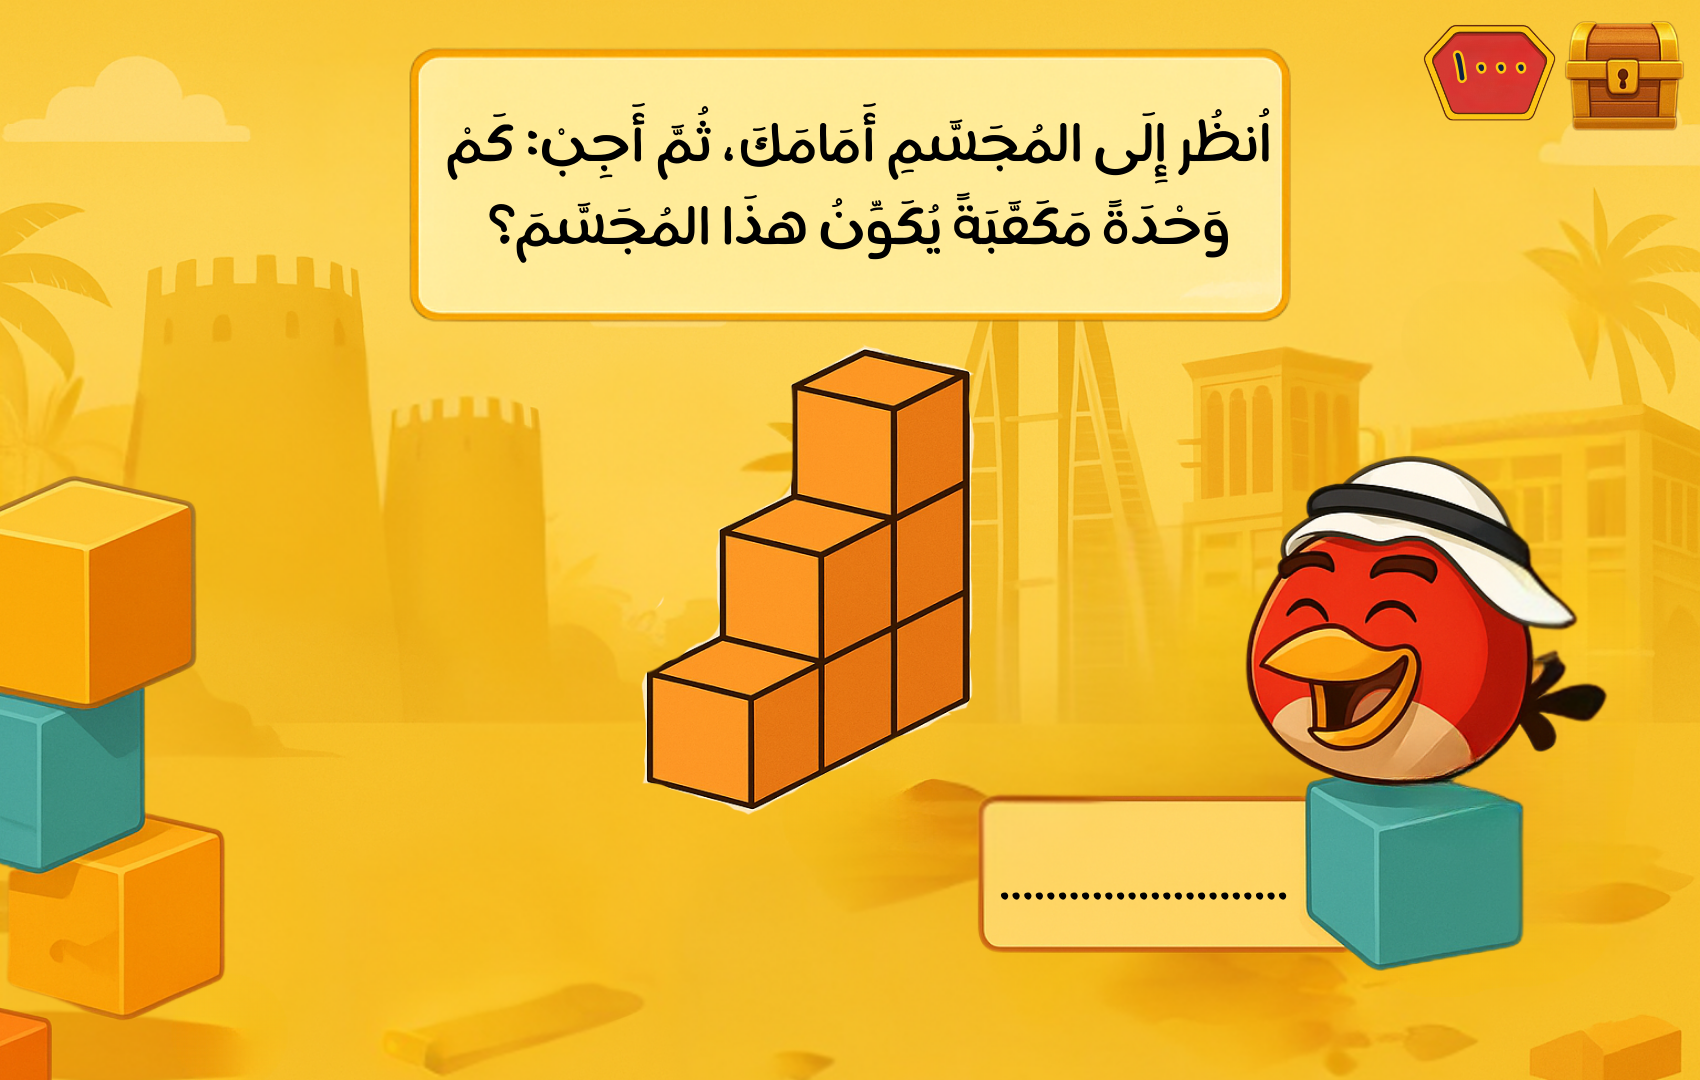 اُنظُر إِلَى المُجَسَّمِ أَمَامَكَ، ثُمَّ أَجِبْ: كَمْ
وَحْدَةً مَكَعَّبَةً يُكَوِّنُ هذَا المُجَسَّمَ؟
١٠٠٠
........................